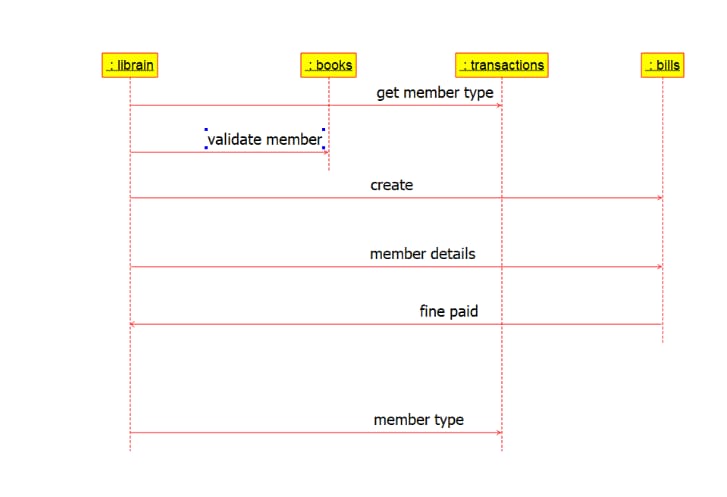 : librain
: books
: transactions
: bills
get member type
validate member
create
member details
fine paid
member type